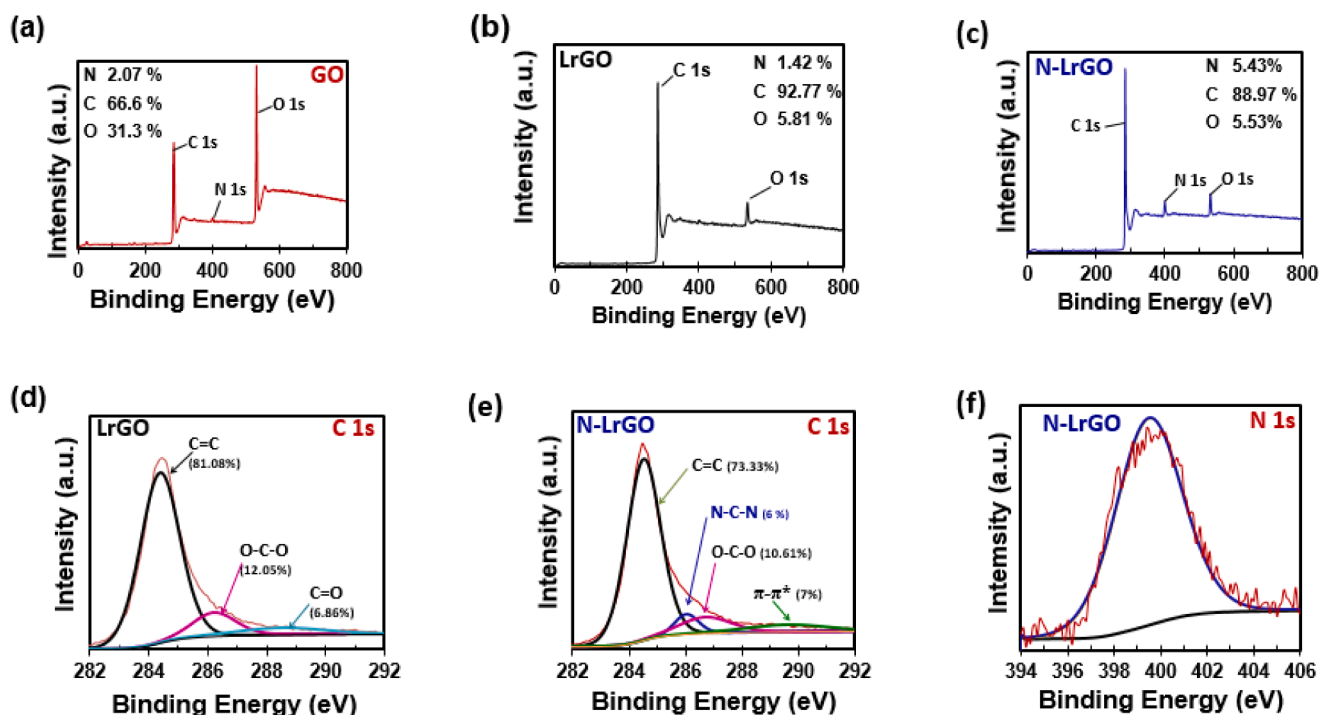 (a)
N 2.07 %
C 66.6 %
O 31.3 %
GO
O 1s
C 1s
N 1s
Intensity (a.u.)
0 200 400 600 800
Binding Energy (eV)
(b)
LrGO
C 1s
N 1.42 %
C 92.77 %
O 5.81 %
O 1s
Intensity (a.u.)
0 200 400 600 800
Binding Energy (eV)
(c)
N-LrGO
N 5.43%
C 88.97 %
O 5.53%
C 1s
N 1s
O 1s
Intensity (a.u.)
0 200 400 600 800
Binding Energy (eV)
(d)
LrGO
C 1s
C=C
(81.08%)
O-C-O
(12.05%)
C=O
(6.86%)
Intensity (a.u.)
282 284 286 288 290 292
Binding Energy (eV)
(e)
N-LrGO
C 1s
C=C (73.33%)
N-C-N (6 %)
O-C-O (10.61%)
π-π* (7%)
Intensity (a.u.)
282 284 286 288 290 292
Binding Energy (eV)
(f)
N-LrGO
N 1s
Intemsity (a.u.)
394 396 398 400 402 404 406
Binding Energy (eV)